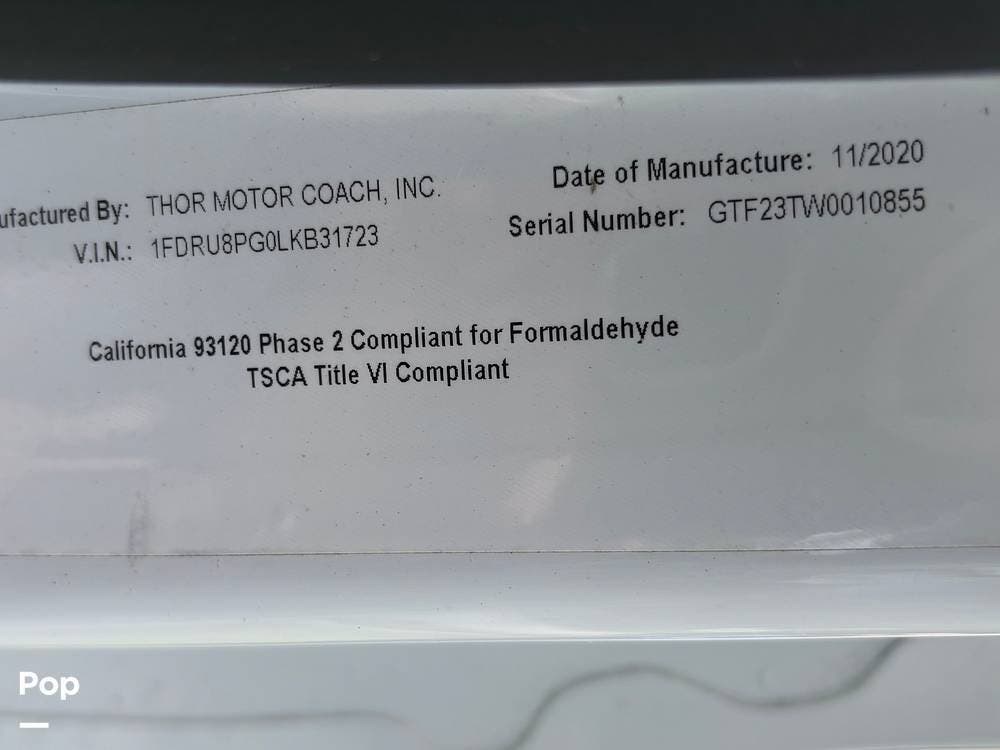 ufactured By: THOR MOTOR COACH, INC.
Date of Manufacture: 11/2020
V.I.N.: 1FDRU8PG0LKB31723
Serial Number: GTF23TW0010855
California 93120 Phase 2 Compliant for Formaldehyde
TSCA Title VI Compliant
Pop